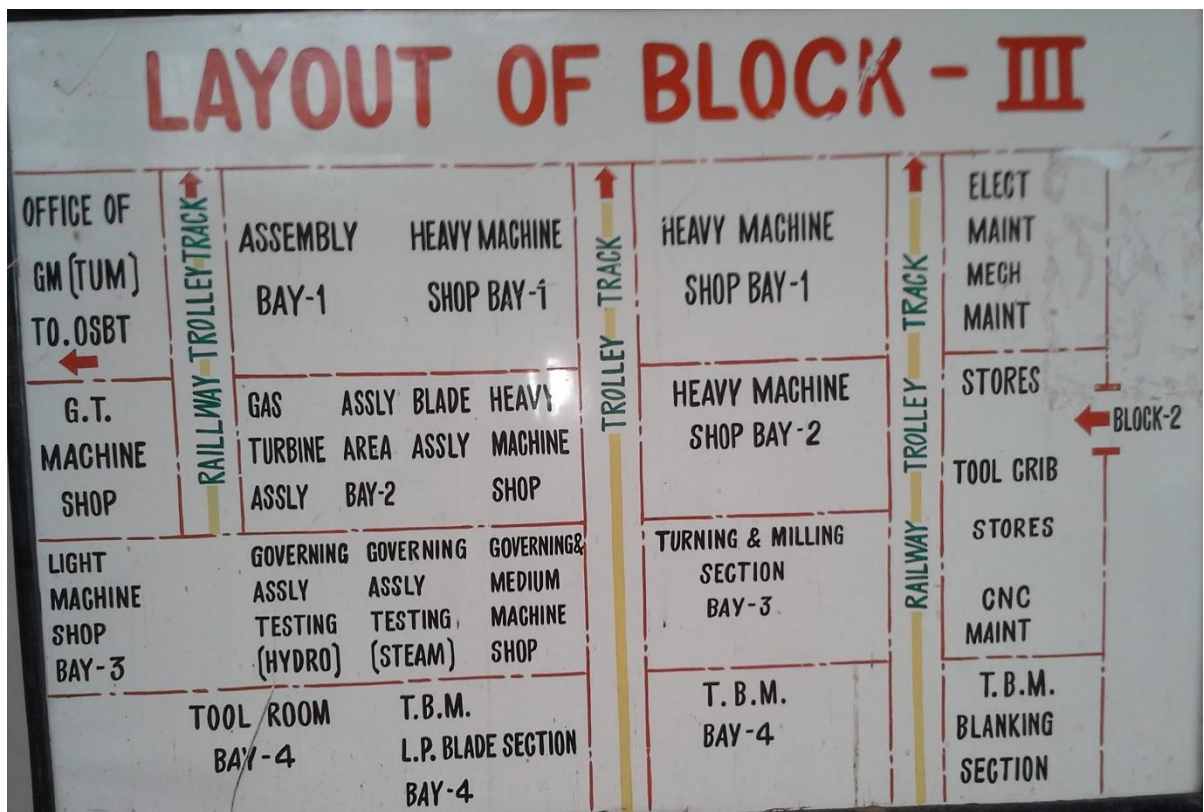 LAYOUT OF BLOCK - III
OFFICE OF
GM (TUM)
TO.OSBT
RAILLWAY-TROLLEY-TRACK
ASSEMBLY
BAY-1
HEAVY MACHINE
SHOP BAY-1
TROLLEY TRACK
HEAVY MACHINE
SHOP BAY-1
RAILWAY TROLLEY TRACK
ELECT
MAINT
MECH
MAINT
G.T.
MACHINE
SHOP
GAS
TURBINE
ASSLY
ASSLY
AREA
BAY-2
BLADE
ASSLY
HEAVY
MACHINE
SHOP
HEAVY MACHINE
SHOP BAY-2
STORES
TOOL CRIB
STORES
CNC
MAINT
BLOCK-2
LIGHT
MACHINE
SHOP
BAY-3
GOVERNING
ASSLY
TESTING
(HYDRO)
GOVERNING
ASSLY
TESTING
(STEAM)
GOVERNING&
MEDIUM
MACHINE
SHOP
TURNING & MILLING
SECTION
BAY-3
TOOL ROOM
BAY-4
T.B.M.
L.P. BLADE SECTION
BAY-4
T.B.M.
BAY-4
T.B.M.
BLANKING
SECTION